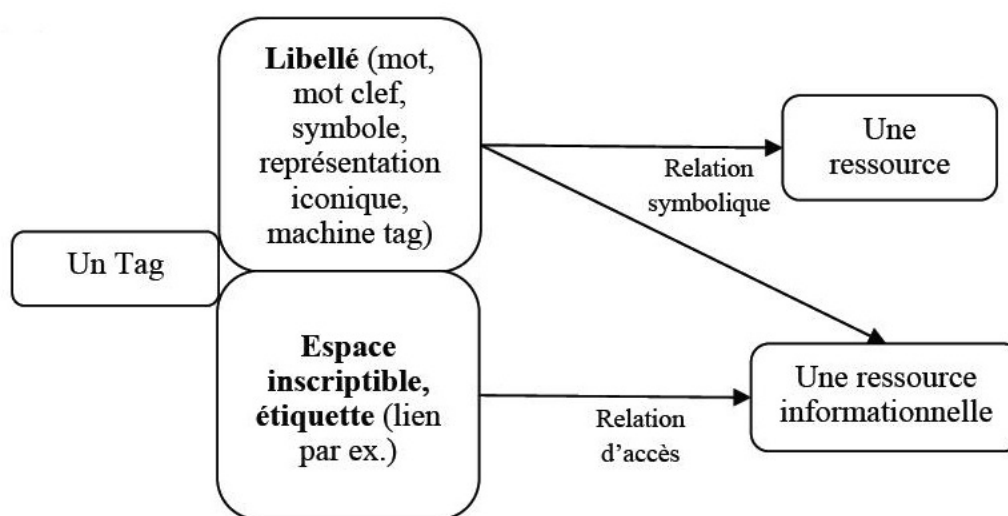 Un Tag
Libellé (mot,
mot clef,
symbole,
représentation
iconique,
machine tag)
Espace
inscriptible,
étiquette (lien
par ex.)
Relation
symbolique
Relation
d’accès
Une
ressource
Une ressource
informationnelle